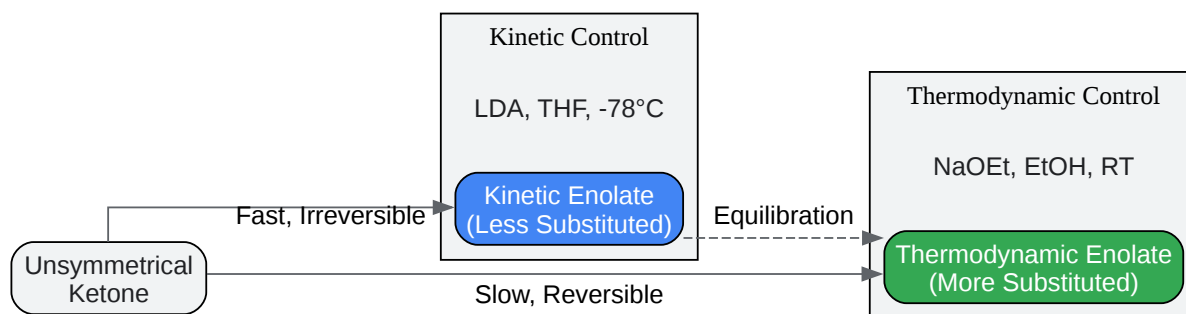 Kinetic Control
LDA, THF, -78°C
Kinetic Enolate
(Less Substituted)
Thermodynamic Control
NaOEt, EtOH, RT
Thermodynamic Enolate
(More Substituted)
Unsymmetrical
Ketone
Fast, Irreversible
Equilibration
Slow, Reversible